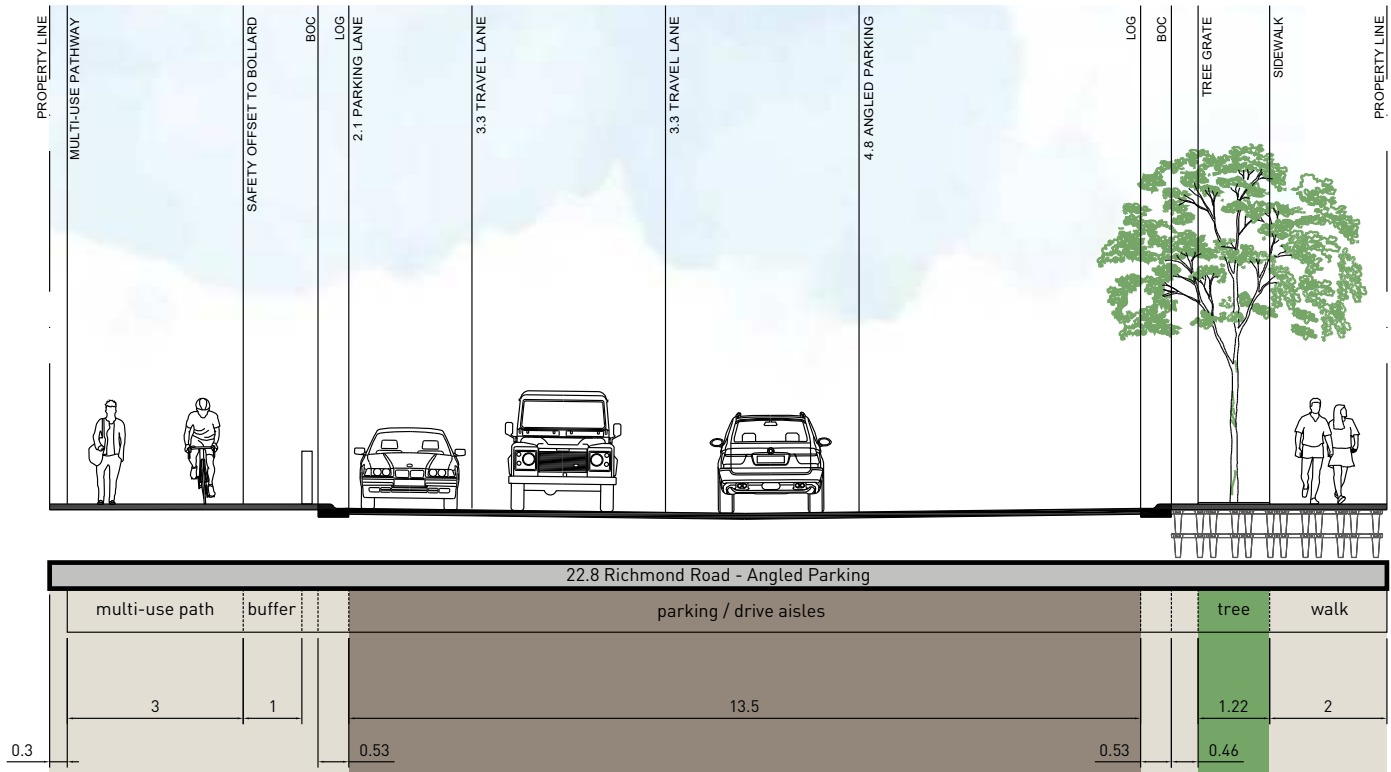 PROPERTY LINE
MULTI-USE PATHWAY
SAFETY OFFSET TO BOLLARD
BOC
LOG
2.1 PARKING LANE
3.3 TRAVEL LANE
3.3 TRAVEL LANE
4.8 ANGLED PARKING
LOG
BOC
TREE GRATE
SIDEWALK
PROPERTY LINE
22.8 Richmond Road - Angled Parking
multi-use path
buffer
parking / drive aisles
tree
walk
3
1
13.5
1.22
2
0.3
0.53
0.53
0.46